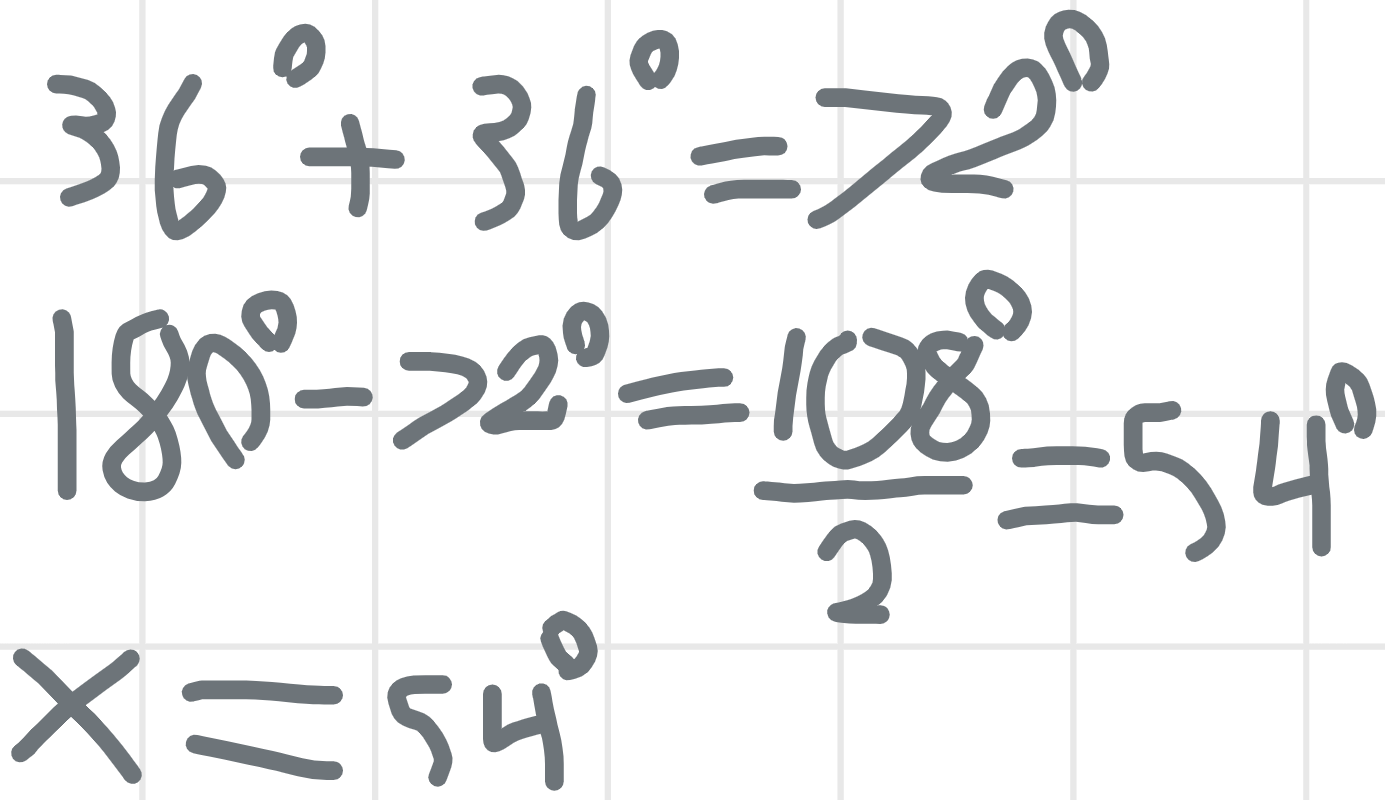 36° + 36° = 72°
180° - 72° = 108°/2 = 54°
x = 54°